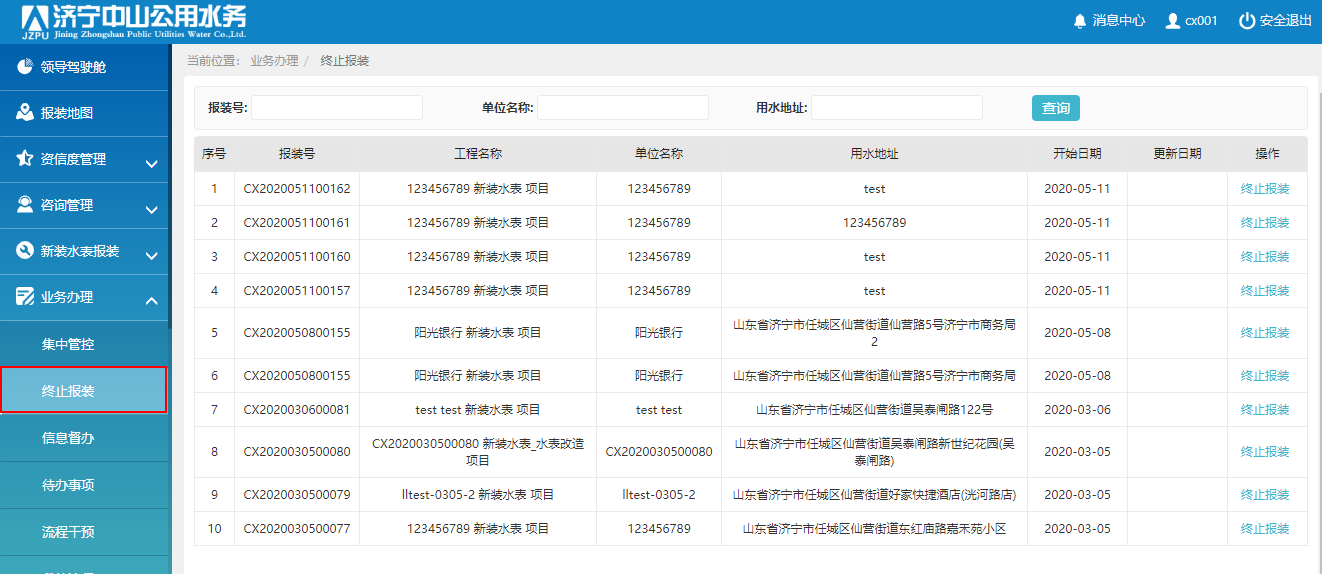 JZPU 济宁中山公用水务
Jining Zhongshan Public Utilities Water Co.,Ltd.
消息中心 cx001 安全退出
领导驾驶舱
报装地图
资信度管理
咨询管理
新装水表报装
业务办理
集中管控
终止报装
信息督办
待办事项
流程干预
当前位置: 业务办理 / 终止报装
报装号: 单位名称: 用水地址: 查询
序号 报装号 工程名称 单位名称 用水地址 开始日期 更新日期 操作
1 CX2020051100162 123456789 新装水表 项目 123456789 test 2020-05-11 终止报装
2 CX2020051100161 123456789 新装水表 项目 123456789 123456789 2020-05-11 终止报装
3 CX2020051100160 123456789 新装水表 项目 123456789 test 2020-05-11 终止报装
4 CX2020051100157 123456789 新装水表 项目 123456789 test 2020-05-11 终止报装
5 CX2020050800155 阳光银行 新装水表 项目 阳光银行 山东省济宁市任城区仙营街道仙营路5号济宁市商务局
2 2020-05-08 终止报装
6 CX2020050800155 阳光银行 新装水表 项目 阳光银行 山东省济宁市任城区仙营街道仙营路5号济宁市商务局 2020-05-08 终止报装
7 CX2020030600081 test test 新装水表 项目 test test 山东省济宁市任城区仙营街道吴泰闸路122号 2020-03-06 终止报装
8 CX2020030500080 CX2020030500080 新装水表_水表改造
项目 CX2020030500080 山东省济宁市任城区仙营街道吴泰闸路新世纪花园(吴
泰闸路) 2020-03-05 终止报装
9 CX2020030500079 lltest-0305-2 新装水表 项目 lltest-0305-2 山东省济宁市任城区仙营街道好家快捷酒店(洸河路店) 2020-03-05 终止报装
10 CX2020030500077 123456789 新装水表 项目 123456789 山东省济宁市任城区仙营街道东红庙路嘉禾苑小区 2020-03-05 终止报装